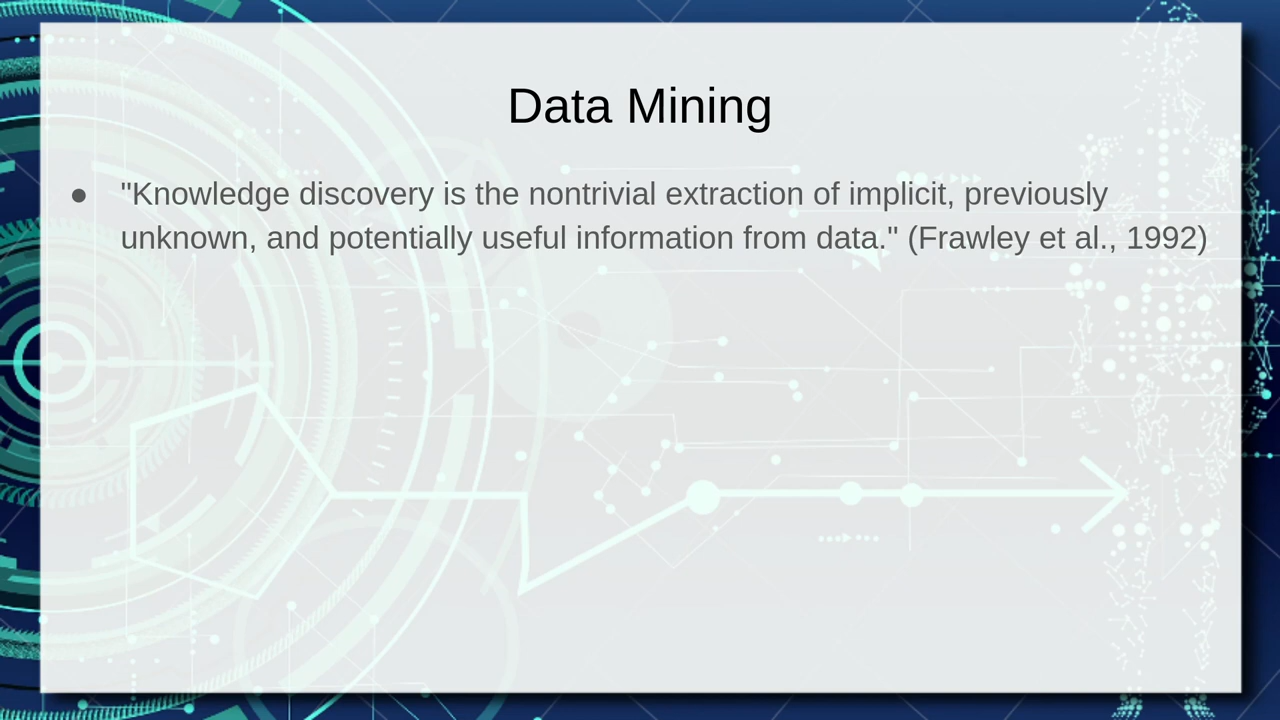 Data Mining
● "Knowledge discovery is the nontrivial extraction of implicit, previously
unknown, and potentially useful information from data." (Frawley et al., 1992)